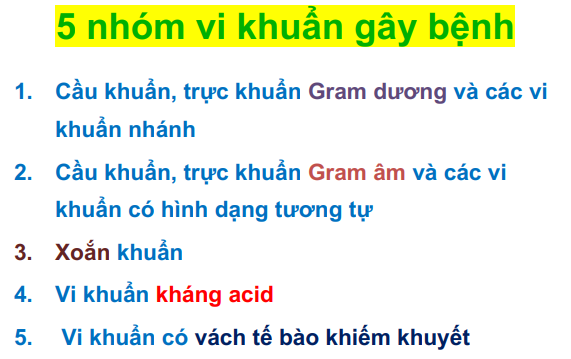 5 nhóm vi khuẩn gây bệnh
1. Cầu khuẩn, trực khuẩn Gram dương và các vi
khuẩn nhánh
2. Cầu khuẩn, trực khuẩn Gram âm và các vi
khuẩn có hình dạng tương tự
3. Xoắn khuẩn
4. Vi khuẩn kháng acid
5. Vi khuẩn có vách tế bào khiếm khuyết